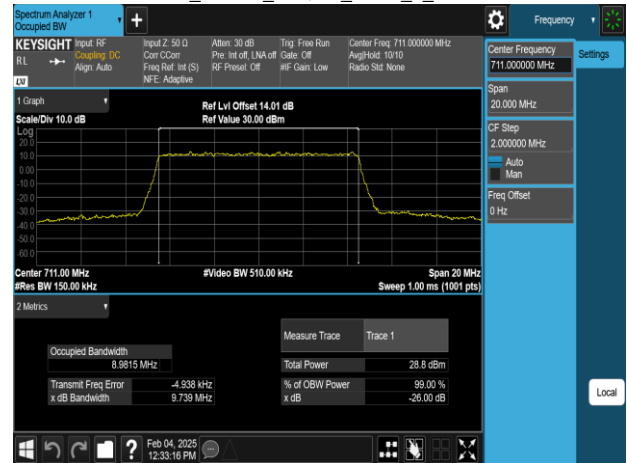 Spectrum Analyzer 1
Occupied BW
Frequency
KEYSIGHT
RL
LXI
Input: RF
Coupling: DC
Align: Auto
Input Z: 50 Ω
Corr CCorr
Freq Ref: Int (S)
NFE: Adaptive
Atten: 30 dB
Pre: Int off, LNA off
RF Presel: Off
Trig: Free Run
Gate: Off
#IF Gain: Low
Center Freq: 711.000000 MHz
Avg|Hold: 10/10
Radio Std: None
Center Frequency
711.000000 MHz
Settings
Span
20.000 MHz
CF Step
2.000000 MHz
Auto
Man
Freq Offset
0 Hz
1 Graph
Scale/Div 10.0 dB
Ref Lvl Offset 14.01 dB
Ref Value 30.00 dBm
Log
20.0
10.0
0.00
-10.0
-20.0
-30.0
-40.0
-50.0
-60.0
Center 711.00 MHz
#Video BW 510.00 kHz
Span 20 MHz
#Res BW 150.00 kHz
Sweep 1.00 ms (1001 pts)
2 Metrics
Measure Trace
Trace 1
Occupied Bandwidth
8.9815 MHz
Total Power
28.8 dBm
Transmit Freq Error
-4.938 kHz
% of OBW Power
99.00 %
x dB Bandwidth
9.739 MHz
x dB
-26.00 dB
Local
?
Feb 04, 2025
12:33:16 PM